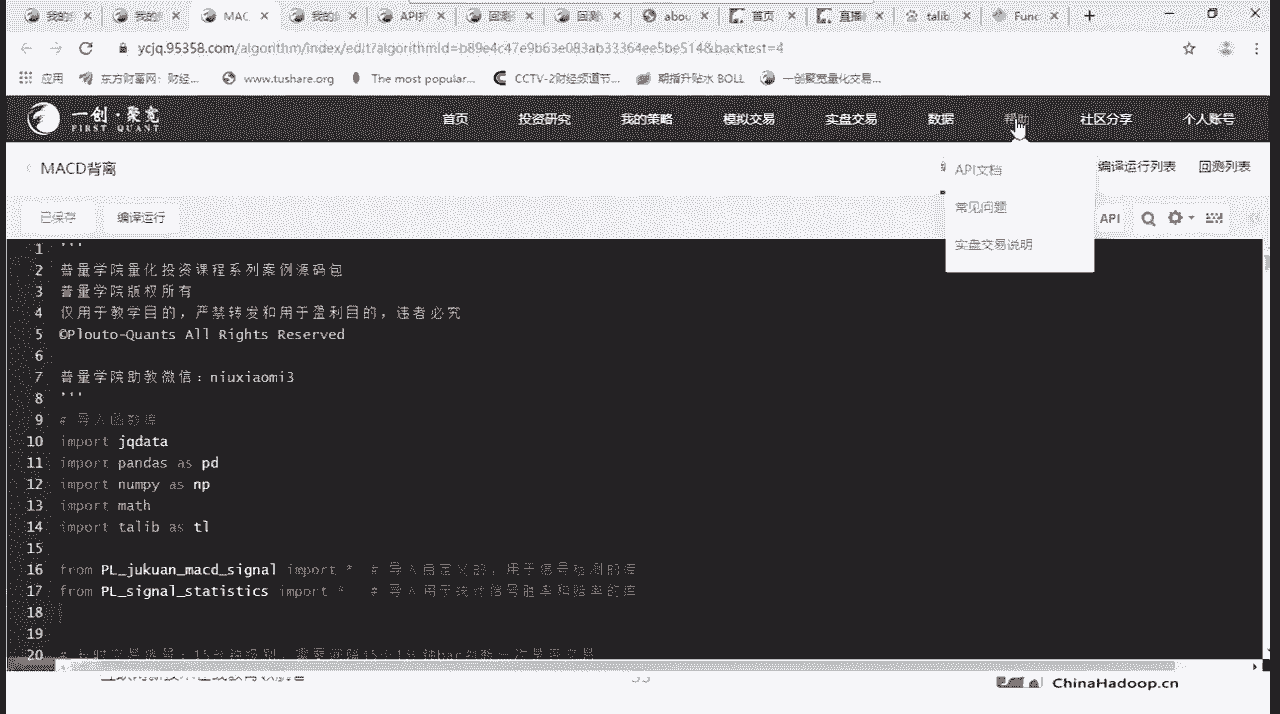 我的 我的 MAC 我的 API 回测 回测 abou 首页 直播 talib Func
ycjq.95358.com/algorithm/index/edit?algorithmId=b89e4c47e9b63e083ab33364ee5be514&backtest=4
应用 东方财富网：财经... www.tushare.org The most popular... CCTV-2财经频道节... 期指升贴水 BOLL 一创聚宽量化交易...
一创·聚宽
FIRST QUANT
首页 投资研究 我的策略 模拟交易 实盘交易 数据 帮助 社区分享 个人账号
MACD背离
编译运行列表 回测列表
API文档
常见问题
实盘交易说明
已保存 编译运行
API
1 '''
2 普量学院量化投资课程系列案例源码包
3 普量学院版权所有
4 仅用于教学目的，严禁转发和用于盈利目的，违者必究
5 ©Plouto-Quants All Rights Reserved
6
7 普量学院助教微信：niuxiaomi3
8 '''
9 # 导入函数库
10 import jqdata
11 import pandas as pd
12 import numpy as np
13 import math
14 import talib as tl
15
16 from PL_jukuan_macd_signal import * # 导入自定义的，用于信号检测的库
17 from PL_signal_statistics import * # 导入用于统计信号胜率和赔率的库
18
19
20
ChinaHadoop.cn